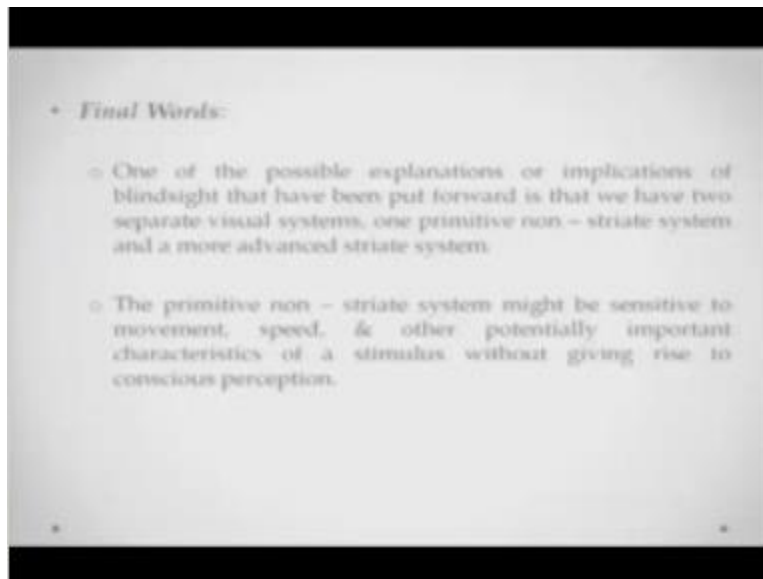 • Final Words:
o One of the possible explanations or implications of
blindsight that have been put forward is that we have two
separate visual systems, one primitive non – striate system
and a more advanced striate system.
o The primitive non – striate system might be sensitive to
movement, speed, & other potentially important
characteristics of a stimulus without giving rise to
conscious perception.